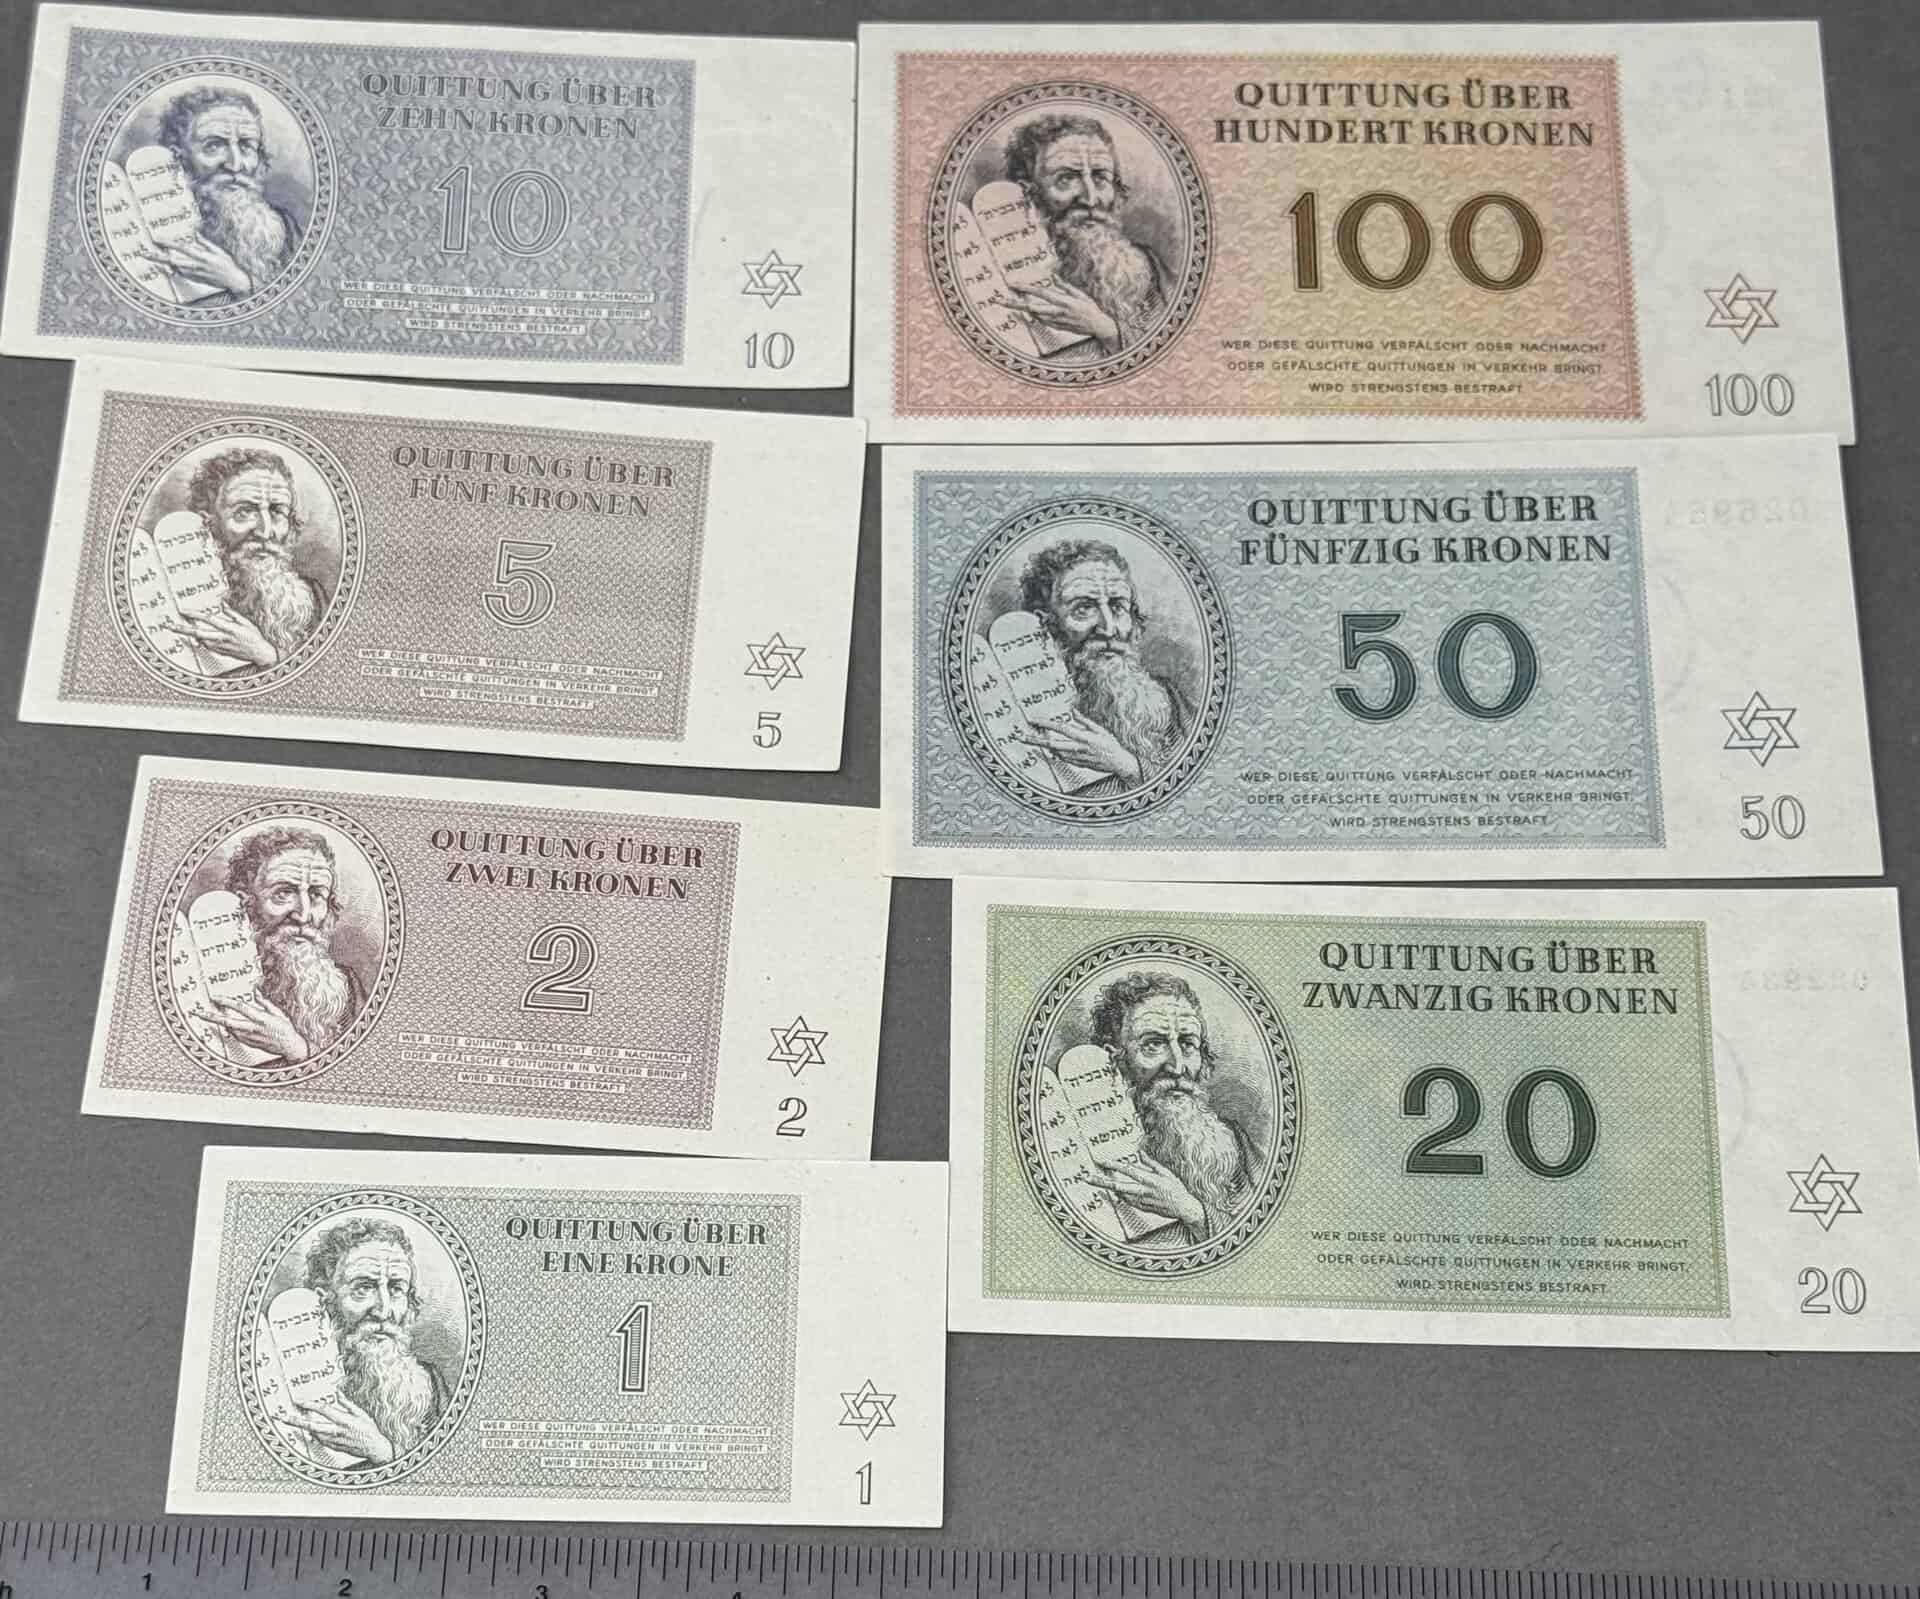 QUITTUNG ÜBER
ZEHN KRONEN
10
WER DIESE QUITTUNG VERFÄLSCHT ODER NACHMACHT
ODER GEFÄLSCHTE QUITTUNGEN IN VERKEHR BRINGT,
WIRD STRENGSTENS BESTRAFT
10
QUITTUNG ÜBER
HUNDERT KRONEN
100
WER DIESE QUITTUNG VERFÄLSCHT ODER NACHMACHT
ODER GEFÄLSCHTE QUITTUNGEN IN VERKEHR BRINGT,
WIRD STRENGSTENS BESTRAFT
100
QUITTUNG ÜBER
FÜNF KRONEN
5
WER DIESE QUITTUNG VERFÄLSCHT ODER NACHMACHT
ODER GEFÄLSCHTE QUITTUNGEN IN VERKEHR BRINGT,
WIRD STRENGSTENS BESTRAFT
5
QUITTUNG ÜBER
FÜNFZIG KRONEN
50
WER DIESE QUITTUNG VERFÄLSCHT ODER NACHMACHT
ODER GEFÄLSCHTE QUITTUNGEN IN VERKEHR BRINGT,
WIRD STRENGSTENS BESTRAFT
50
QUITTUNG ÜBER
ZWEI KRONEN
2
WER DIESE QUITTUNG VERFÄLSCHT ODER NACHMACHT
ODER GEFÄLSCHTE QUITTUNGEN IN VERKEHR BRINGT,
WIRD STRENGSTENS BESTRAFT
2
QUITTUNG ÜBER
ZWANZIG KRONEN
20
WER DIESE QUITTUNG VERFÄLSCHT ODER NACHMACHT
ODER GEFÄLSCHTE QUITTUNGEN IN VERKEHR BRINGT,
WIRD STRENGSTENS BESTRAFT
20
QUITTUNG ÜBER
EINE KRONE
1
WER DIESE QUITTUNG VERFÄLSCHT ODER NACHMACHT
ODER GEFÄLSCHTE QUITTUNGEN IN VERKEHR BRINGT,
WIRD STRENGSTENS BESTRAFT
1
1 2 3 4